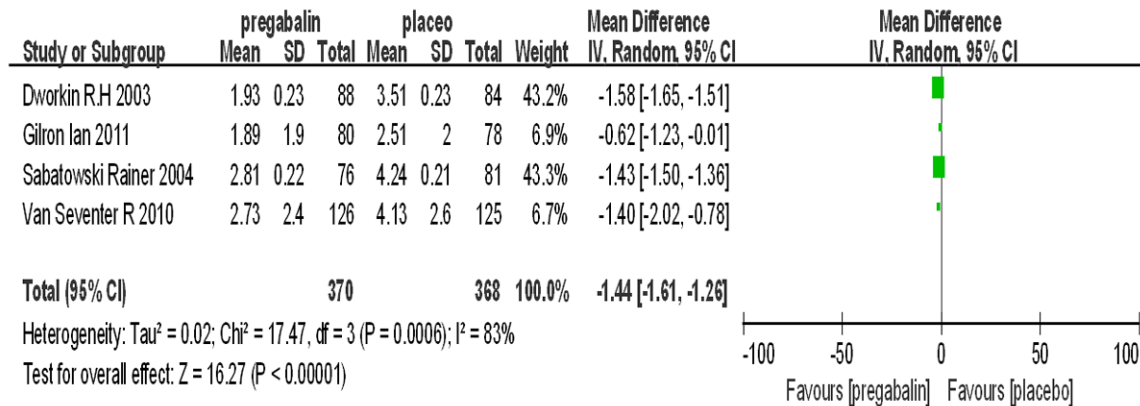 pregabalin placeo Mean Difference Mean Difference
Study or Subgroup Mean SD Total Mean SD Total Weight IV, Random, 95% CI IV, Random, 95% CI
Dworkin R.H 2003 1.93 0.23 88 3.51 0.23 84 43.2% -1.58 [-1.65, -1.51]
Gilron Ian 2011 1.89 1.9 80 2.51 2 78 6.9% -0.62 [-1.23, -0.01]
Sabatowski Rainer 2004 2.81 0.22 76 4.24 0.21 81 43.3% -1.43 [-1.50, -1.36]
Van Seventer R 2010 2.73 2.4 126 4.13 2.6 125 6.7% -1.40 [-2.02, -0.78]
Total (95% CI) 370 368 100.0% -1.44 [-1.61, -1.26]
Heterogeneity: Tau² = 0.02; Chi² = 17.47, df = 3 (P = 0.0006); I² = 83%
Test for overall effect: Z = 16.27 (P < 0.00001)
-100 -50 0 50 100
Favours [pregabalin] Favours [placebo]